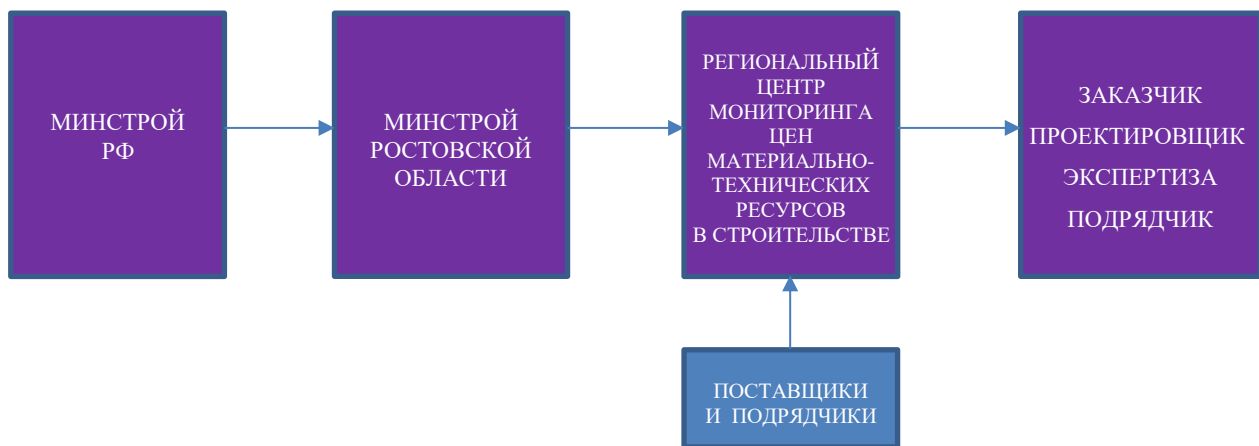 МИНСТРОЙ
РФ
МИНСТРОЙ
РОСТОВСКОЙ
ОБЛАСТИ
РЕГИОНАЛЬНЫЙ
ЦЕНТР
МОНИТОРИНГА
ЦЕН
МАТЕРИАЛЬНО-
ТЕХНИЧЕСКИХ
РЕСУРСОВ
В СТРОИТЕЛЬСТВЕ
ЗАКАЗЧИК
ПРОЕКТИРОВЩИК
ЭКСПЕРТИЗА
ПОДРЯДЧИК
ПОСТАВЩИКИ
И ПОДРЯДЧИКИ